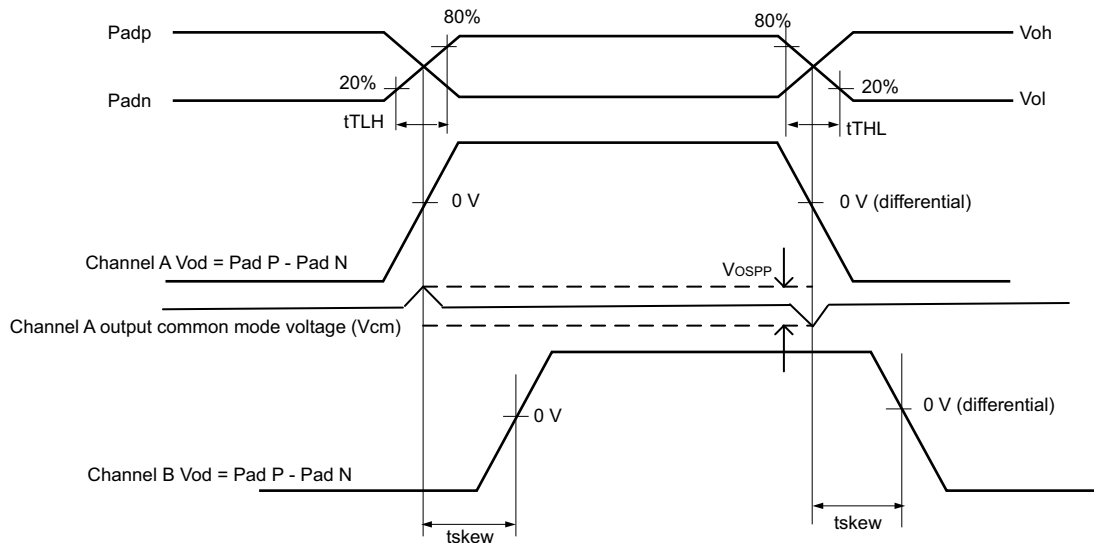 Padp
80%
80%
Voh
20%
20%
Padn
Vol
tTLH
tTHL
0 V
0 V (differential)
Channel A Vod = Pad P - Pad N
VOSPP
Channel A output common mode voltage (Vcm)
0 V
0 V (differential)
Channel B Vod = Pad P - Pad N
tskew
tskew